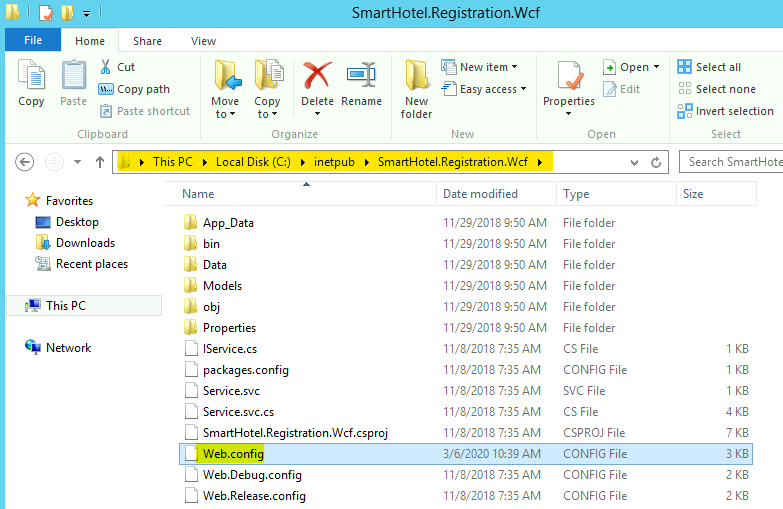 SmartHotel.Registration.Wcf
File Home Share View
Copy
Paste
Cut
Copy path
Paste shortcut
Clipboard
Move to
Copy to
Delete
Rename
Organize
New folder
New item
Easy access
New
Properties
Open
Edit
Open
Select all
Select none
Invert selection
Select
This PC Local Disk (C:) inetpub SmartHotel.Registration.Wcf
Search SmartHote
Favorites
Desktop
Downloads
Recent places
This PC
Network
Name Date modified Type Size
App_Data 11/29/2018 9:50 AM File folder
bin 11/29/2018 9:50 AM File folder
Data 11/29/2018 9:50 AM File folder
Models 11/29/2018 9:50 AM File folder
obj 11/29/2018 9:50 AM File folder
Properties 11/29/2018 9:50 AM File folder
IService.cs 11/8/2018 7:35 AM CS File 1 KB
packages.config 11/8/2018 7:35 AM CONFIG File 1 KB
Service.svc 11/8/2018 7:35 AM SVC File 1 KB
Service.svc.cs 11/8/2018 7:35 AM CS File 4 KB
SmartHotel.Registration.Wcf.csproj 11/8/2018 7:35 AM CSPROJ File 7 KB
Web.config 3/6/2020 10:39 AM CONFIG File 3 KB
Web.Debug.config 11/8/2018 7:35 AM CONFIG File 2 KB
Web.Release.config 11/8/2018 7:35 AM CONFIG File 2 KB